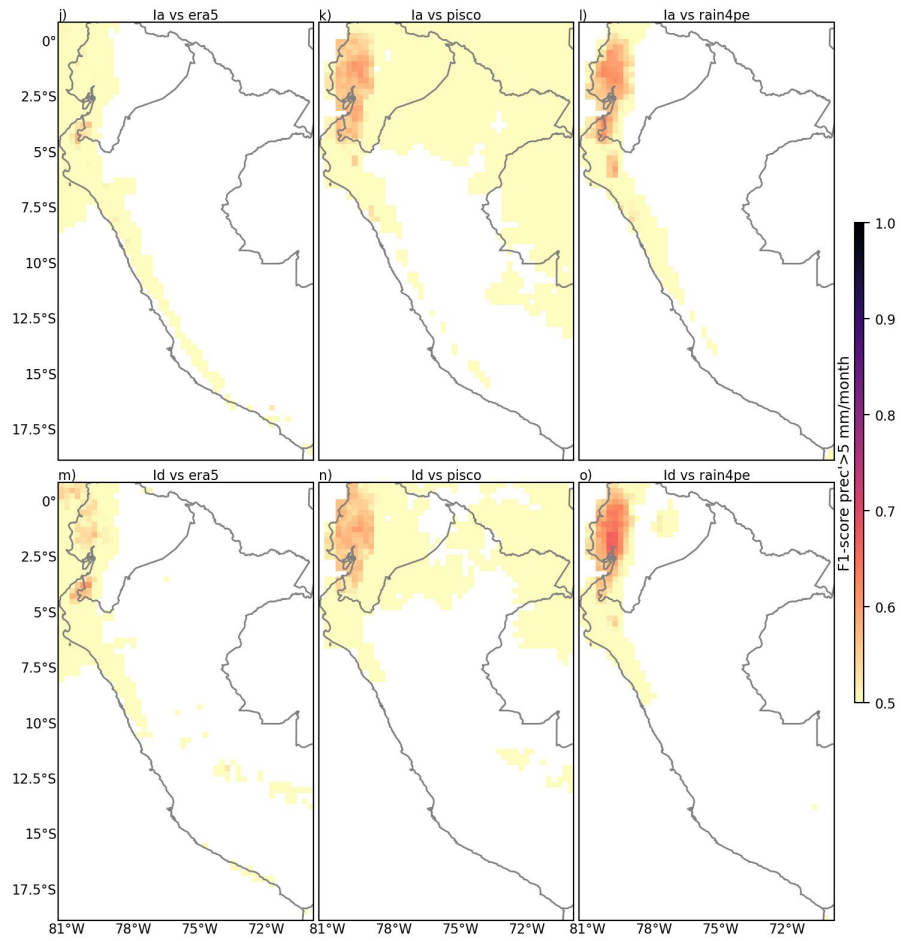 j) Ia vs era5
k) Ia vs pisco
l) Ia vs rain4pe
0°
2.5°S
5°S
7.5°S
10°S
12.5°S
15°S
17.5°S
m) Id vs era5
n) Id vs pisco
o) Id vs rain4pe
0°
2.5°S
5°S
7.5°S
10°S
12.5°S
15°S
17.5°S
81°W 78°W 75°W 72°W
81°W 78°W 75°W 72°W
81°W 78°W 75°W 72°W
1.0
0.9
0.8
0.7
0.6
0.5
F1-score prec'>5 mm/month